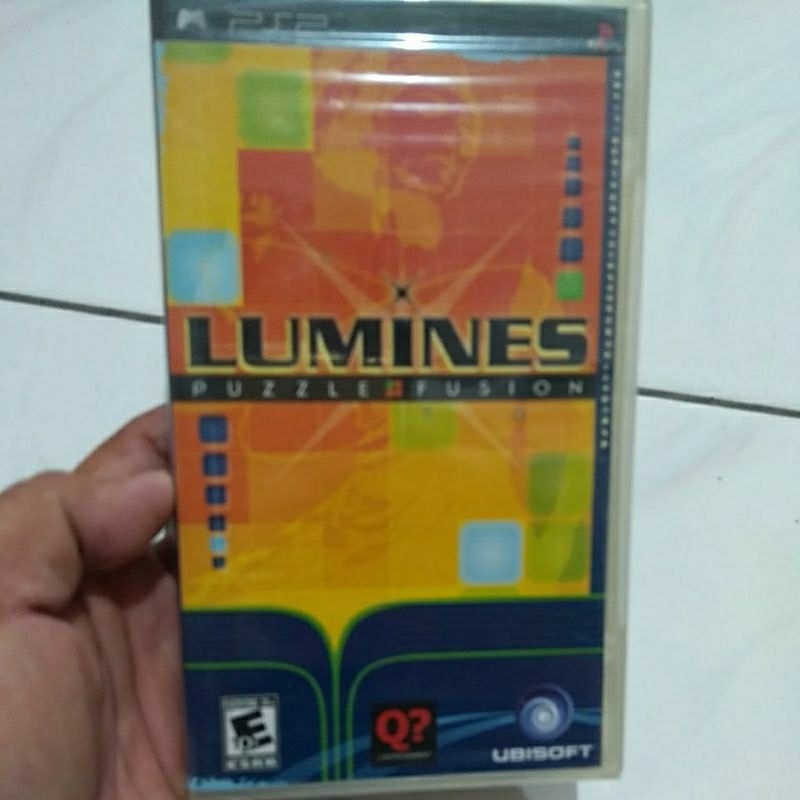 PSP
LUMINES
PUZZLE FUSION
E
ESRB
Q?
UBISOFT